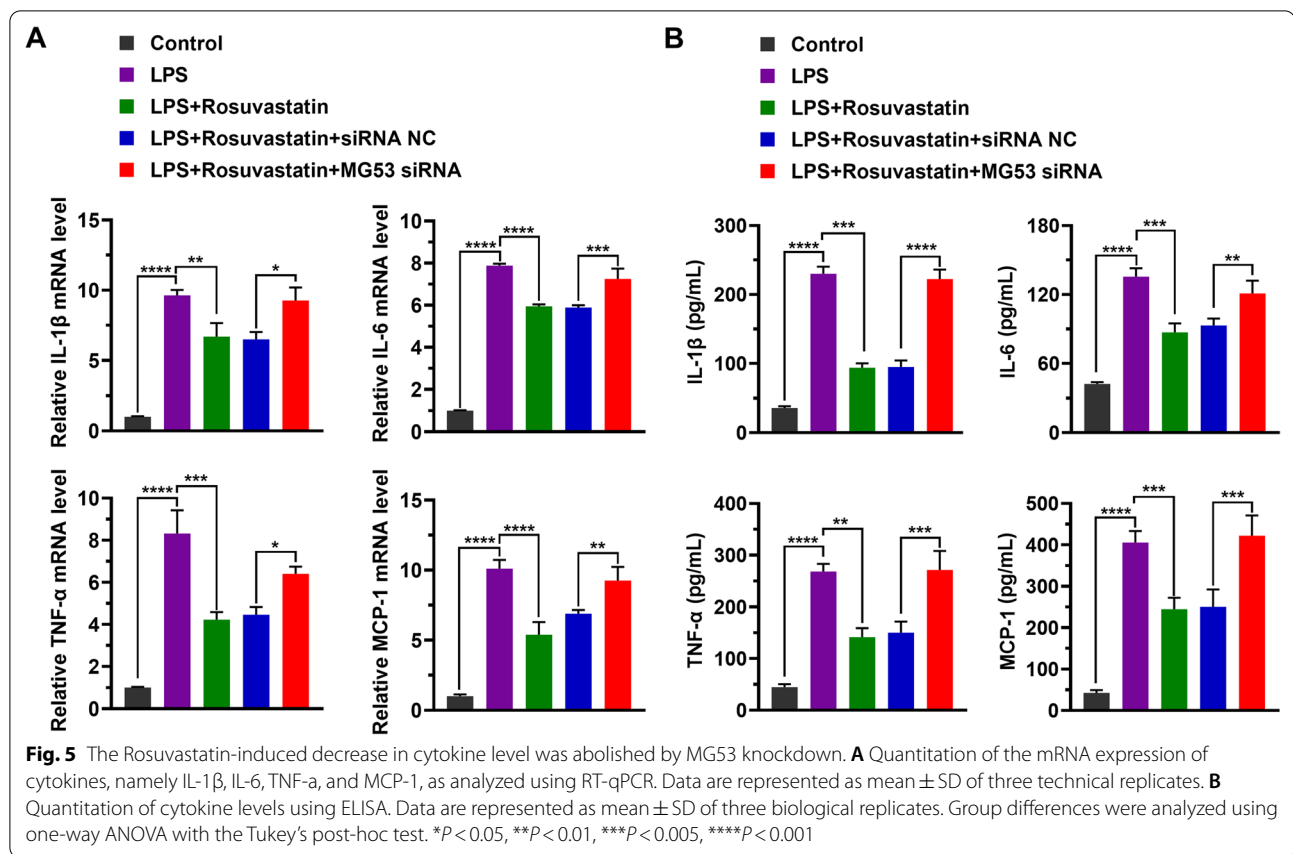 A
Control
LPS
LPS+Rosuvastatin
LPS+Rosuvastatin+siRNA NC
LPS+Rosuvastatin+MG53 siRNA
B
Control
LPS
LPS+Rosuvastatin
LPS+Rosuvastatin+siRNA NC
LPS+Rosuvastatin+MG53 siRNA
Relative IL-1β mRNA level
15
10
5
0
**** ** *
Relative IL-6 mRNA level
10
8
6
4
2
0
**** **** ***
IL-1β (pg/mL)
300
200
100
0
**** *** ****
IL-6 (pg/mL)
180
120
60
0
**** *** **
Relative TNF-α mRNA level
10
8
6
4
2
0
**** *** *
Relative MCP-1 mRNA level
15
10
5
0
**** **** **
TNF-α (pg/mL)
400
300
200
100
0
**** ** ***
MCP-1 (pg/mL)
500
400
300
200
100
0
**** *** ***
Fig. 5 The Rosuvastatin-induced decrease in cytokine level was abolished by MG53 knockdown. A Quantitation of the mRNA expression of
cytokines, namely IL-1β, IL-6, TNF-a, and MCP-1, as analyzed using RT-qPCR. Data are represented as mean ± SD of three technical replicates. B
Quantitation of cytokine levels using ELISA. Data are represented as mean ± SD of three biological replicates. Group differences were analyzed using
one-way ANOVA with the Tukey's post-hoc test. *P < 0.05, **P < 0.01, ***P < 0.005, ****P < 0.001